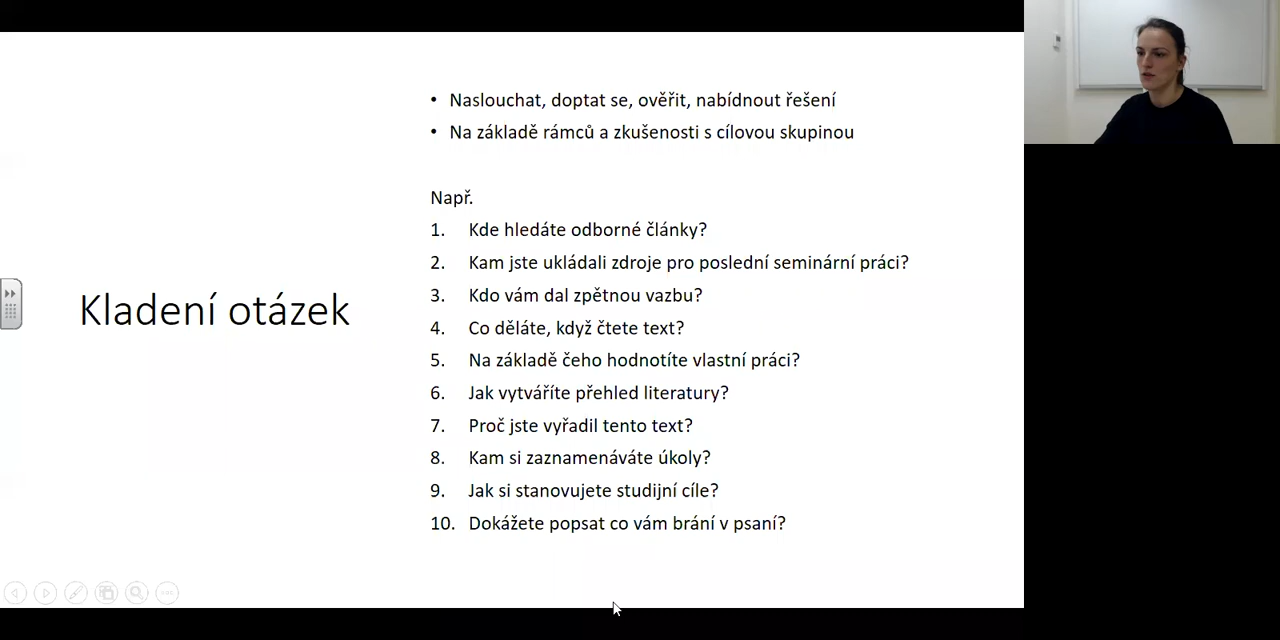 Kladení otázek
• Naslouchat, doptat se, ověřit, nabídnout řešení
• Na základě rámců a zkušenosti s cílovou skupinou
Např.
1. Kde hledáte odborné články?
2. Kam jste ukládali zdroje pro poslední seminární práci?
3. Kdo vám dal zpětnou vazbu?
4. Co děláte, když čtete text?
5. Na základě čeho hodnotíte vlastní práci?
6. Jak vytváříte přehled literatury?
7. Proč jste vyřadil tento text?
8. Kam si zaznamenáváte úkoly?
9. Jak si stanovujete studijní cíle?
10. Dokážete popsat co vám brání v psaní?